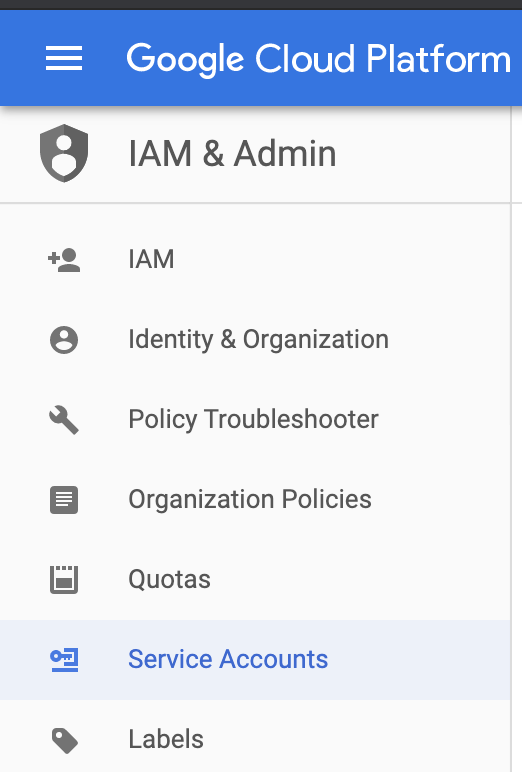 Google Cloud Platform
IAM & Admin
IAM
Identity & Organization
Policy Troubleshooter
Organization Policies
Quotas
Service Accounts
Labels